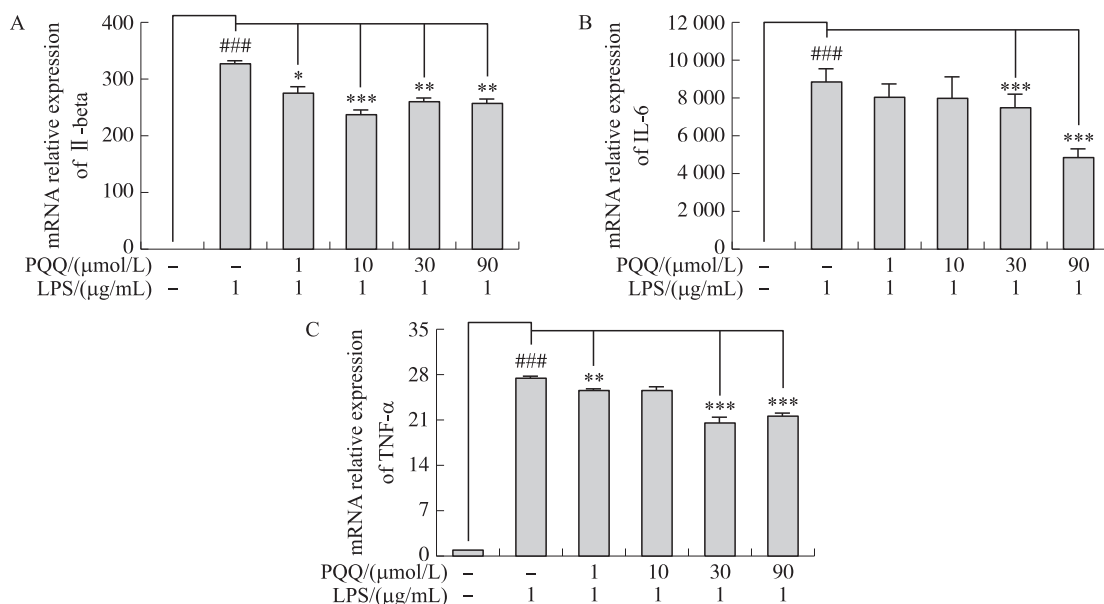 A
mRNA relative expression
of Ⅱ-beta
400
300
200
100
0
###
*
***
**
**
PQQ/(μmol/L) – – 1 10 30 90
LPS/(μg/mL) – 1 1 1 1 1
B
mRNA relative expression
of IL-6
12 000
10 000
8 000
6 000
4 000
2 000
0
###
***
***
PQQ/(μmol/L) – – 1 10 30 90
LPS/(μg/mL) – 1 1 1 1 1
C
mRNA relative expression
of TNF-α
35
28
21
14
7
0
###
**
***
***
PQQ/(μmol/L) – – 1 10 30 90
LPS/(μg/mL) – 1 1 1 1 1